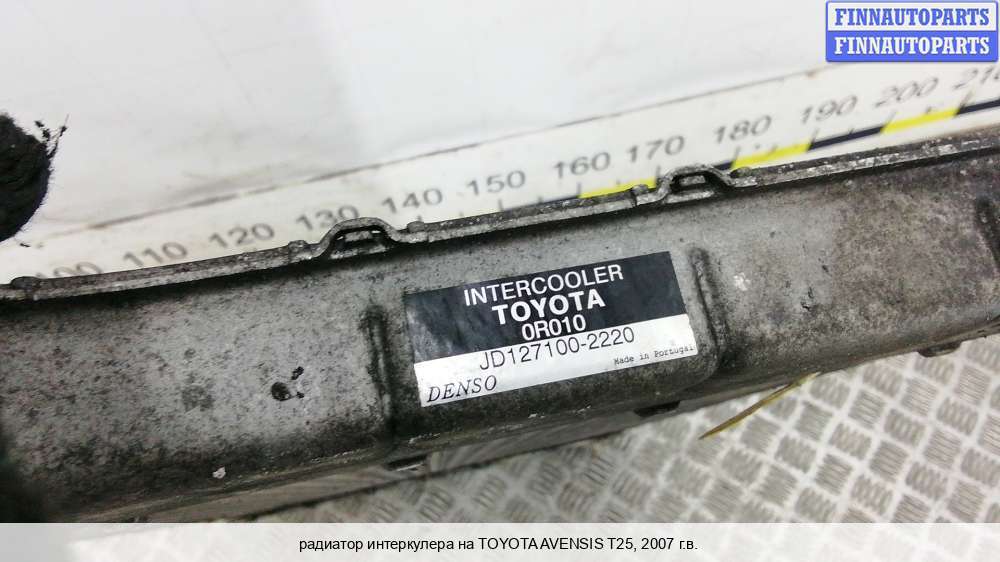 FINNAUTOPARTS
FINNAUTOPARTS
100 110 120 130 140 150 160 170 180 190 200 210
INTERCOOLER
TOYOTA
0R010
JD127100-2220
DENSO
Made in Portugal
радиатор интеркулера на TOYOTA AVENSIS T25, 2007 г.в.